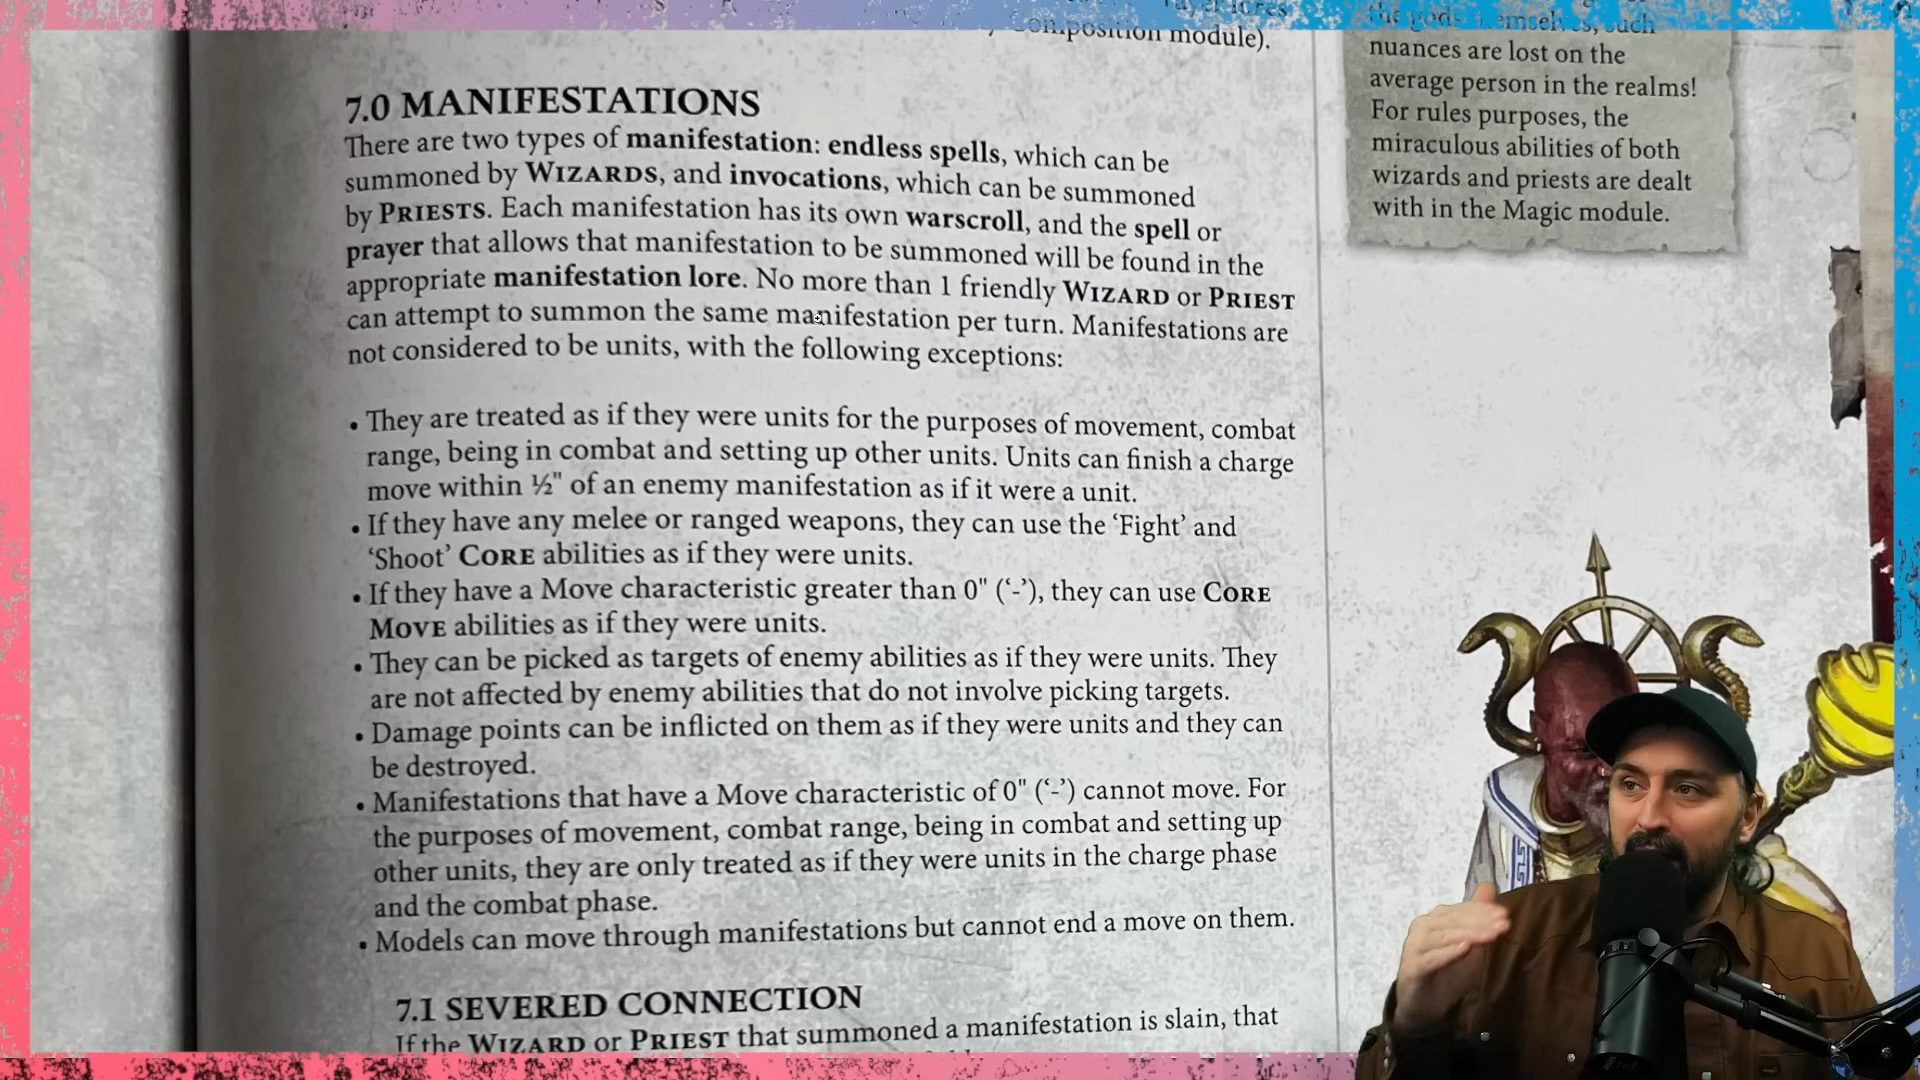 Composition module).
7.0 MANIFESTATIONS
There are two types of manifestation: endless spells, which can be
summoned by WIZARDS, and invocations, which can be summoned
by PRIESTS. Each manifestation has its own warscroll, and the spell or
prayer that allows that manifestation to be summoned will be found in the
appropriate manifestation lore. No more than 1 friendly WIZARD or PRIEST
can attempt to summon the same manifestation per turn. Manifestations are
not considered to be units, with the following exceptions:
• They are treated as if they were units for the purposes of movement, combat
range, being in combat and setting up other units. Units can finish a charge
move within ½" of an enemy manifestation as if it were a unit.
• If they have any melee or ranged weapons, they can use the ‘Fight’ and
‘Shoot’ CORE abilities as if they were units.
• If they have a Move characteristic greater than 0" (‘-’), they can use CORE
MOVE abilities as if they were units.
• They can be picked as targets of enemy abilities as if they were units. They
are not affected by enemy abilities that do not involve picking targets.
• Damage points can be inflicted on them as if they were units and they can
be destroyed.
• Manifestations that have a Move characteristic of 0" (‘-’) cannot move. For
the purposes of movement, combat range, being in combat and setting up
other units, they are only treated as if they were units in the charge phase
and the combat phase.
• Models can move through manifestations but cannot end a move on them.
7.1 SEVERED CONNECTION
If the WIZARD or PRIEST that summoned a manifestation is slain, that
the gods themselves, such
nuances are lost on the
average person in the realms!
For rules purposes, the
miraculous abilities of both
wizards and priests are dealt
with in the Magic module.